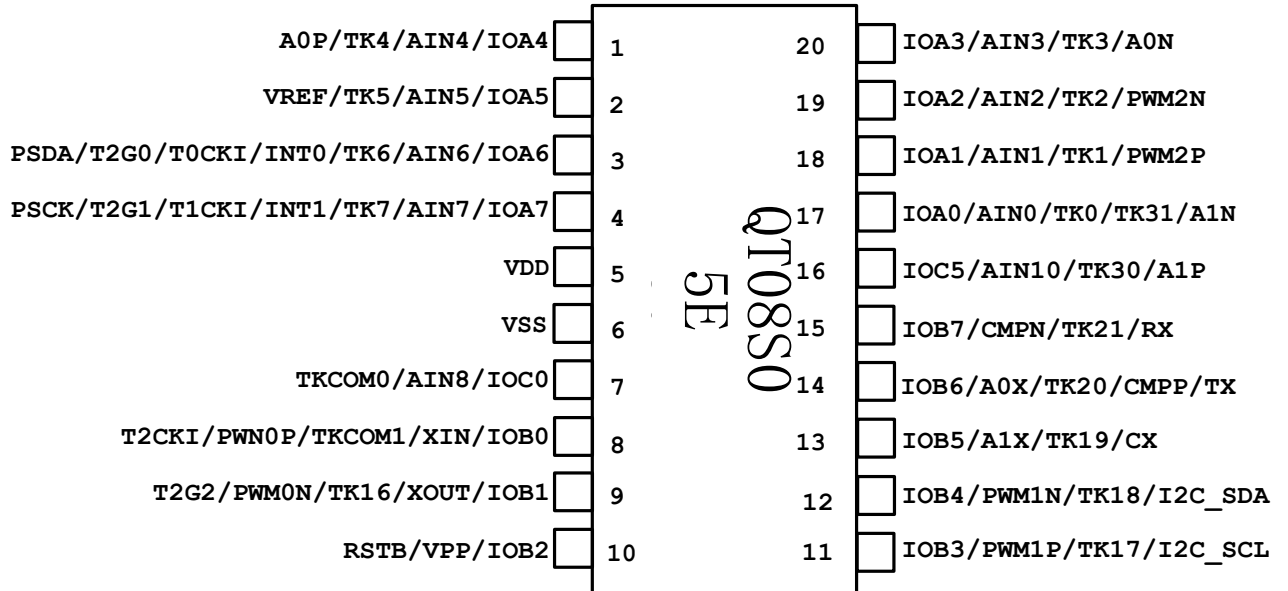 A0P/TK4/AIN4/IOA4 1 20 IOA3/AIN3/TK3/A0N
VREF/TK5/AIN5/IOA5 2 19 IOA2/AIN2/TK2/PWM2N
PSDA/T2G0/T0CKI/INT0/TK6/AIN6/IOA6 3 18 IOA1/AIN1/TK1/PWM2P
PSCK/T2G1/T1CKI/INT1/TK7/AIN7/IOA7 4 17 IOA0/AIN0/TK0/TK31/A1N
VDD 5 16 IOC5/AIN10/TK30/A1P
VSS 6 15 IOB7/CMPN/TK21/RX
TKCOM0/AIN8/IOC0 7 14 IOB6/A0X/TK20/CMPP/TX
T2CKI/PWN0P/TKCOM1/XIN/IOB0 8 13 IOB5/A1X/TK19/CX
T2G2/PWM0N/TK16/XOUT/IOB1 9 12 IOB4/PWM1N/TK18/I2C_SDA
RSTB/VPP/IOB2 10 11 IOB3/PWM1P/TK17/I2C_SCL
QT08S0
5E